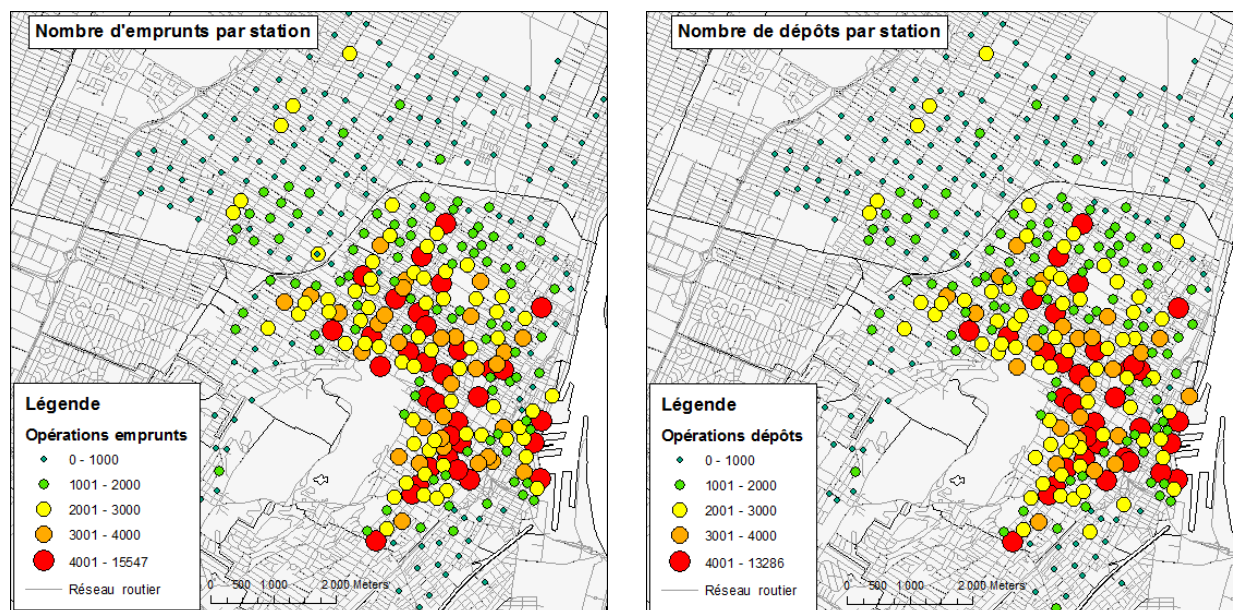 Nombre d'emprunts par station
Légende
Opérations emprunts
0 - 1000
1001 - 2000
2001 - 3000
3001 - 4000
4001 - 15547
Réseau routier
0 500 1 000 2 000 Meters
Nombre de dépôts par station
Légende
Opérations dépôts
0 - 1000
1001 - 2000
2001 - 3000
3001 - 4000
4001 - 13286
Réseau routier
0 500 1 000 2 000 Meters